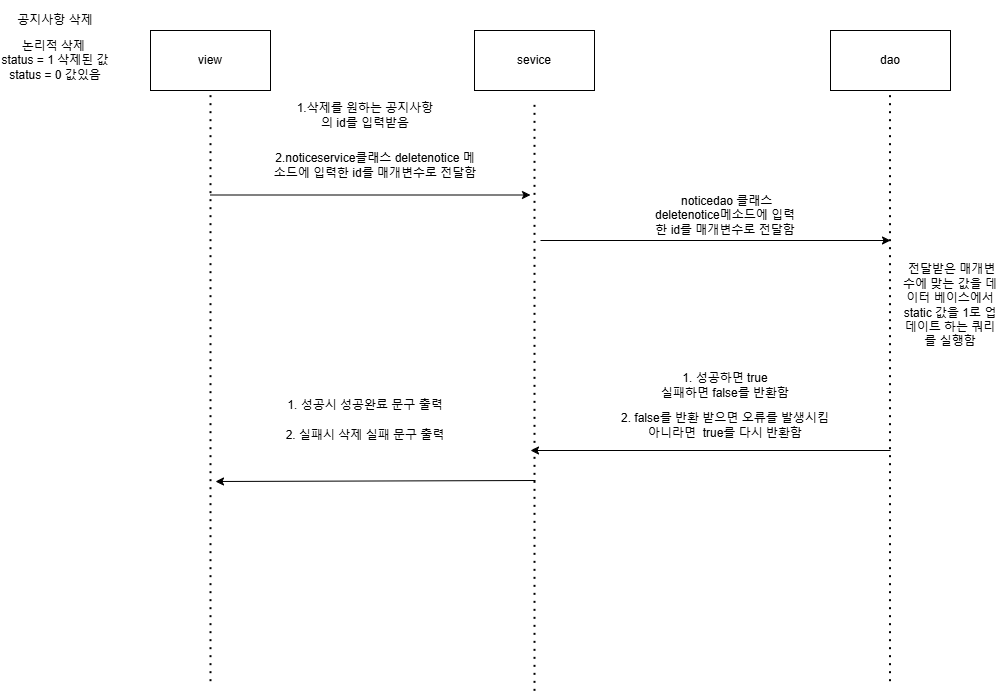 공지사항 삭제
논리적 삭제
status = 1 삭제된 값
status = 0 값있음
view
sevice
dao
1.삭제를 원하는 공지사항
의 id를 입력받음
2.noticeservice클래스 deletenotice 메
소드에 입력한 id를 매개변수로 전달함
noticedao 클래스
deletenotice메소드에 입력
한 id를 매개변수로 전달함
전달받은 매개변
수에 맞는 값을 데
이터 베이스에서
static 값을 1로 업
데이트 하는 쿼리
를 실행함
1. 성공하면 true
실패하면 false를 반환함
2. false를 반환 받으면 오류를 발생시킴
아니라면 true를 다시 반환함
1. 성공시 성공완료 문구 출력
2. 실패시 삭제 실패 문구 출력